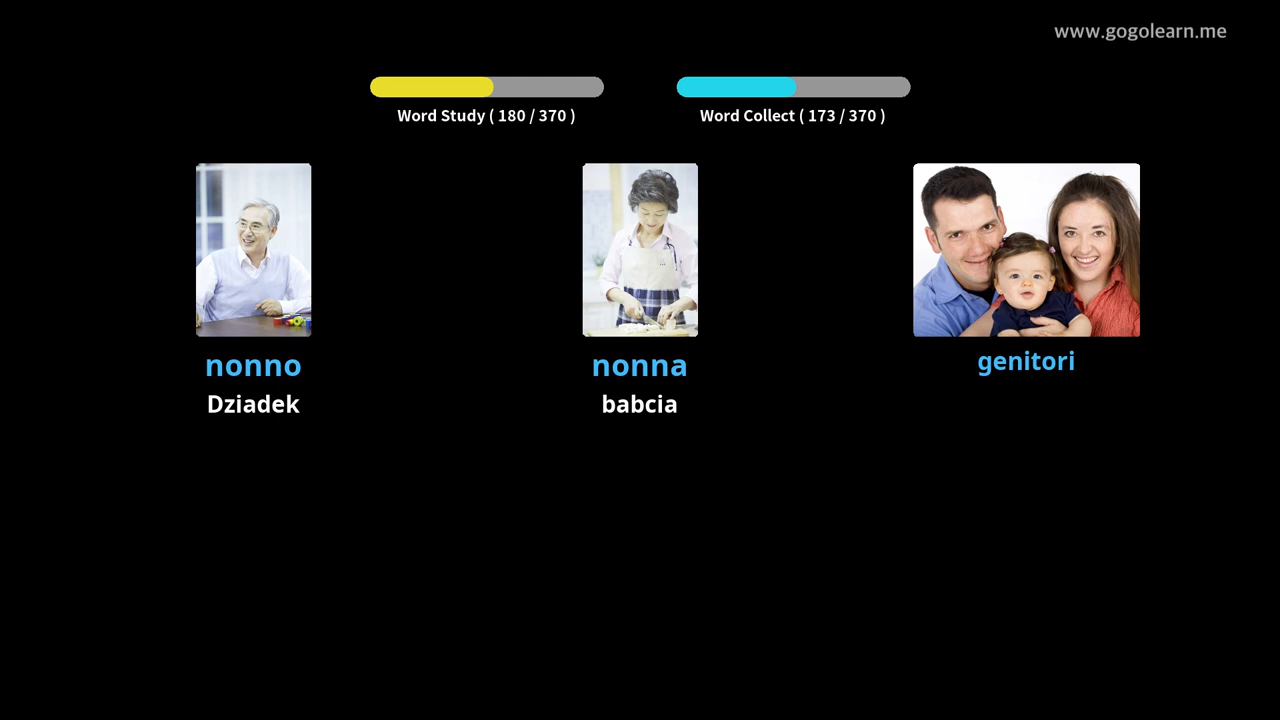 www.gogolearn.me
Word Study ( 180 / 370 )
Word Collect ( 173 / 370 )
nonno
Dziadek
nonna
babcia
genitori